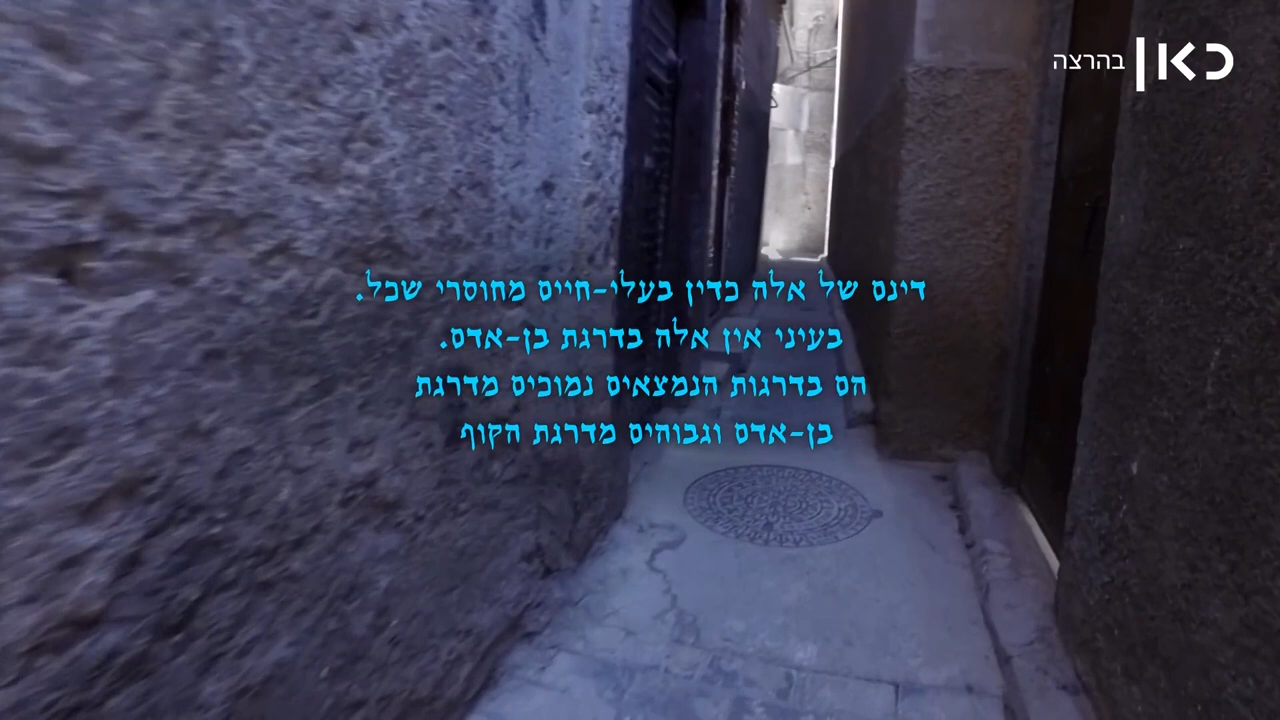 כאן בהרצה
דינם של אלה כדין בעלי-חיים מחוסרי שכל.
בעיני אין אלה בדרגת בן-אדם.
הם בדרגות הנמצאים נמוכים מדרגת
בן-אדם וגבוהים מדרגת הקוף